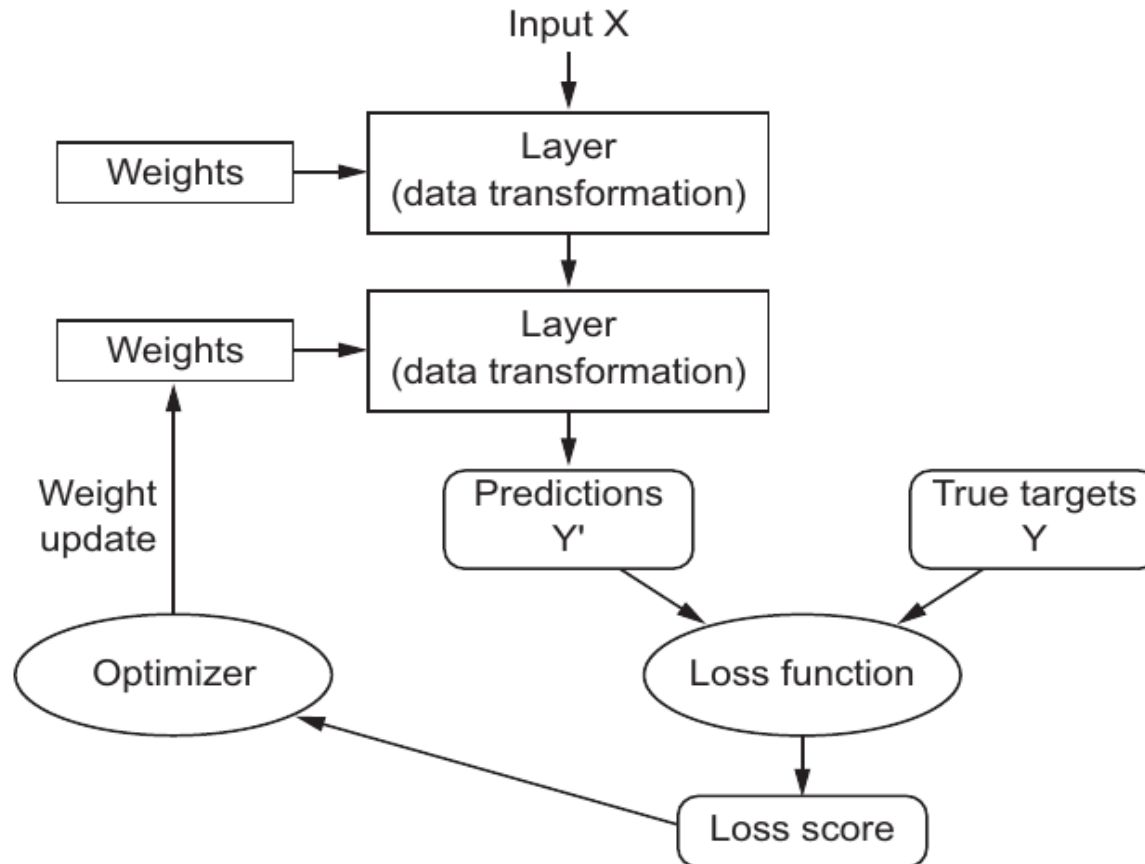 Input X
Layer
(data transformation)
Weights
Layer
(data transformation)
Weights
Weight
update
Predictions
Y'
True targets
Y
Optimizer
Loss function
Loss score